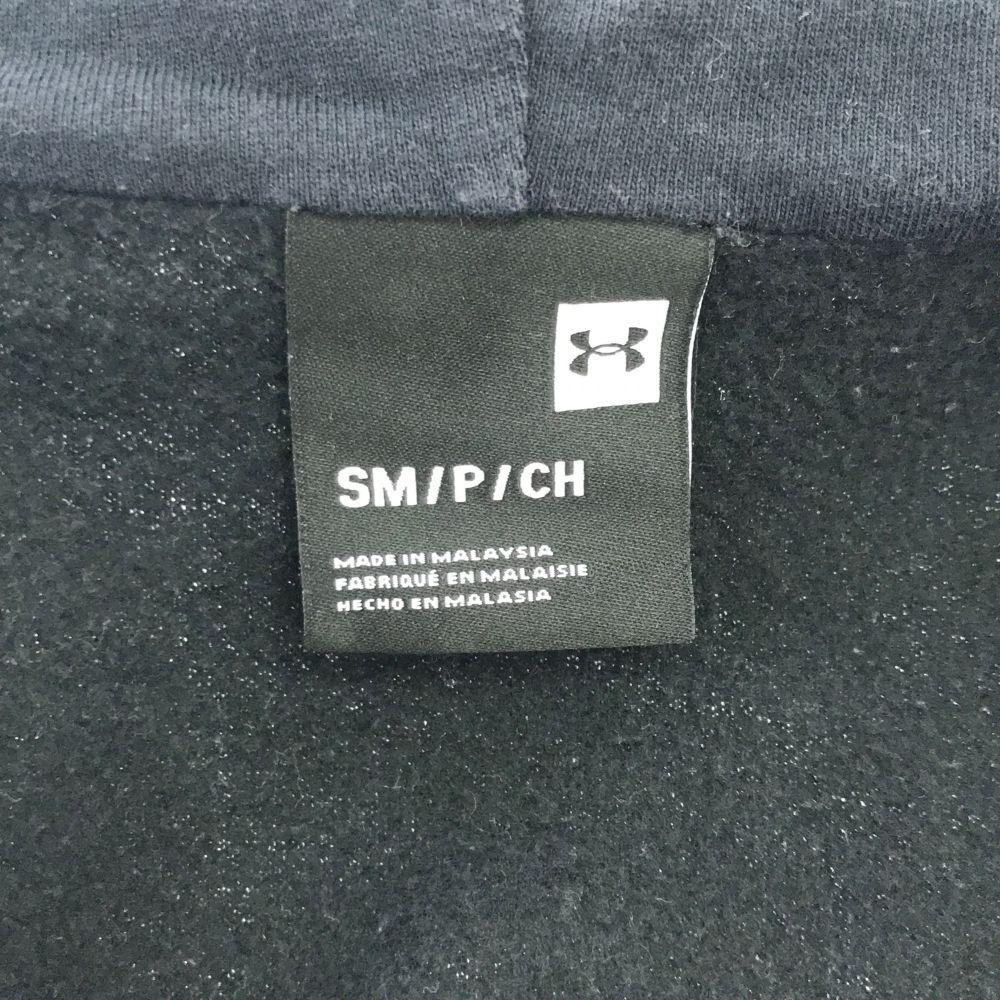 SM/P/CH
MADE IN MALAYSIA
FABRIQUÉ EN MALAISIE
HECHO EN MALASIA